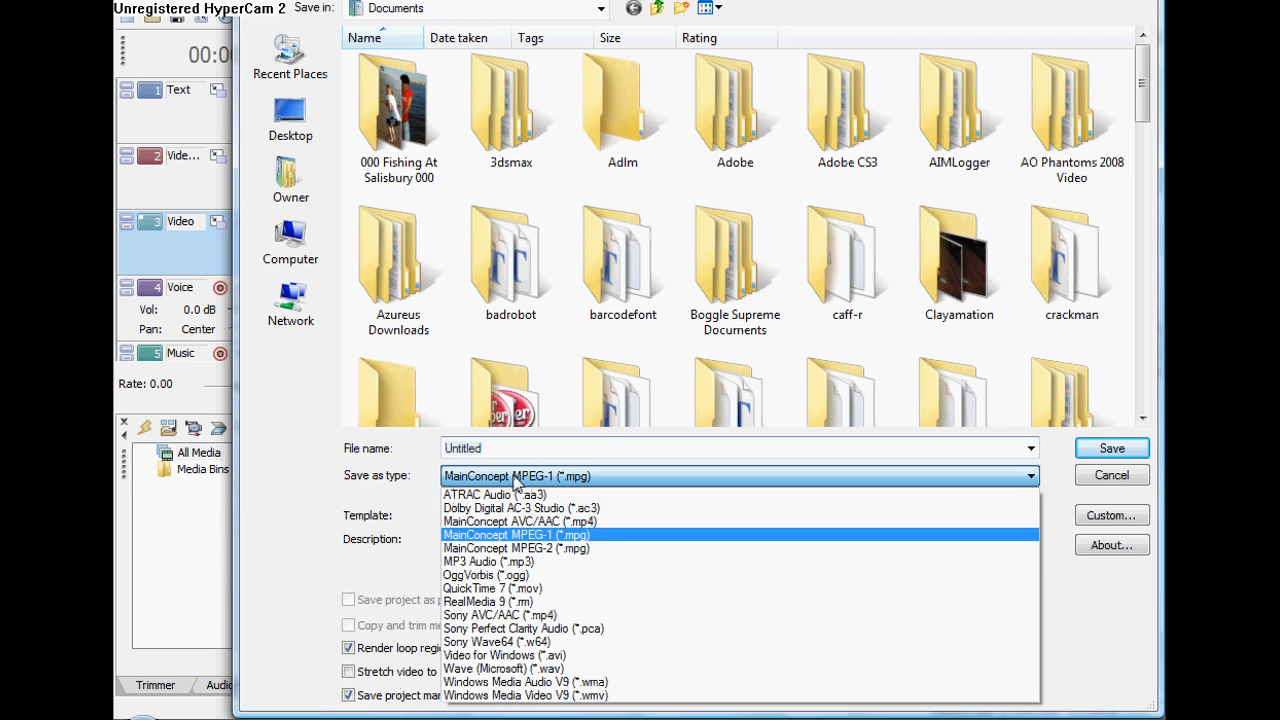 Unregistered HyperCam 2
Save in: Documents
Name Date taken Tags Size Rating
00:0
1 Text
2 Vide...
3 Video
4 Voice
Vol: 0.0 dB
Pan: Center
5 Music
Rate: 0.00
All Media
Media Bins
Trimmer Audio
Recent Places
Desktop
Owner
Computer
Network
000 Fishing At Salisbury 000
3dsmax
Adlm
Adobe
Adobe CS3
AIMLogger
AO Phantoms 2008 Video
Azureus Downloads
badrobot
barcodefont
Boggle Supreme Documents
caff-r
Clayamation
crackman
File name: Untitled
Save
Save as type: MainConcept MPEG-1 (*.mpg)
Cancel
ATRAC Audio (*.aa3)
Dolby Digital AC-3 Studio (*.ac3)
MainConcept AVC/AAC (*.mp4)
MainConcept MPEG-1 (*.mpg)
MainConcept MPEG-2 (*.mpg)
MP3 Audio (*.mp3)
OggVorbis (*.ogg)
QuickTime 7 (*.mov)
RealMedia 9 (*.rm)
Sony AVC/AAC (*.mp4)
Sony Perfect Clarity Audio (*.pca)
Sony Wave64 (*.w64)
Video for Windows (*.avi)
Wave (Microsoft) (*.wav)
Windows Media Audio V9 (*.wma)
Windows Media Video V9 (*.wmv)
Template:
Custom...
Description:
About...
Save project as p
Copy and trim me
Render loop regi
Stretch video to
Save project mar